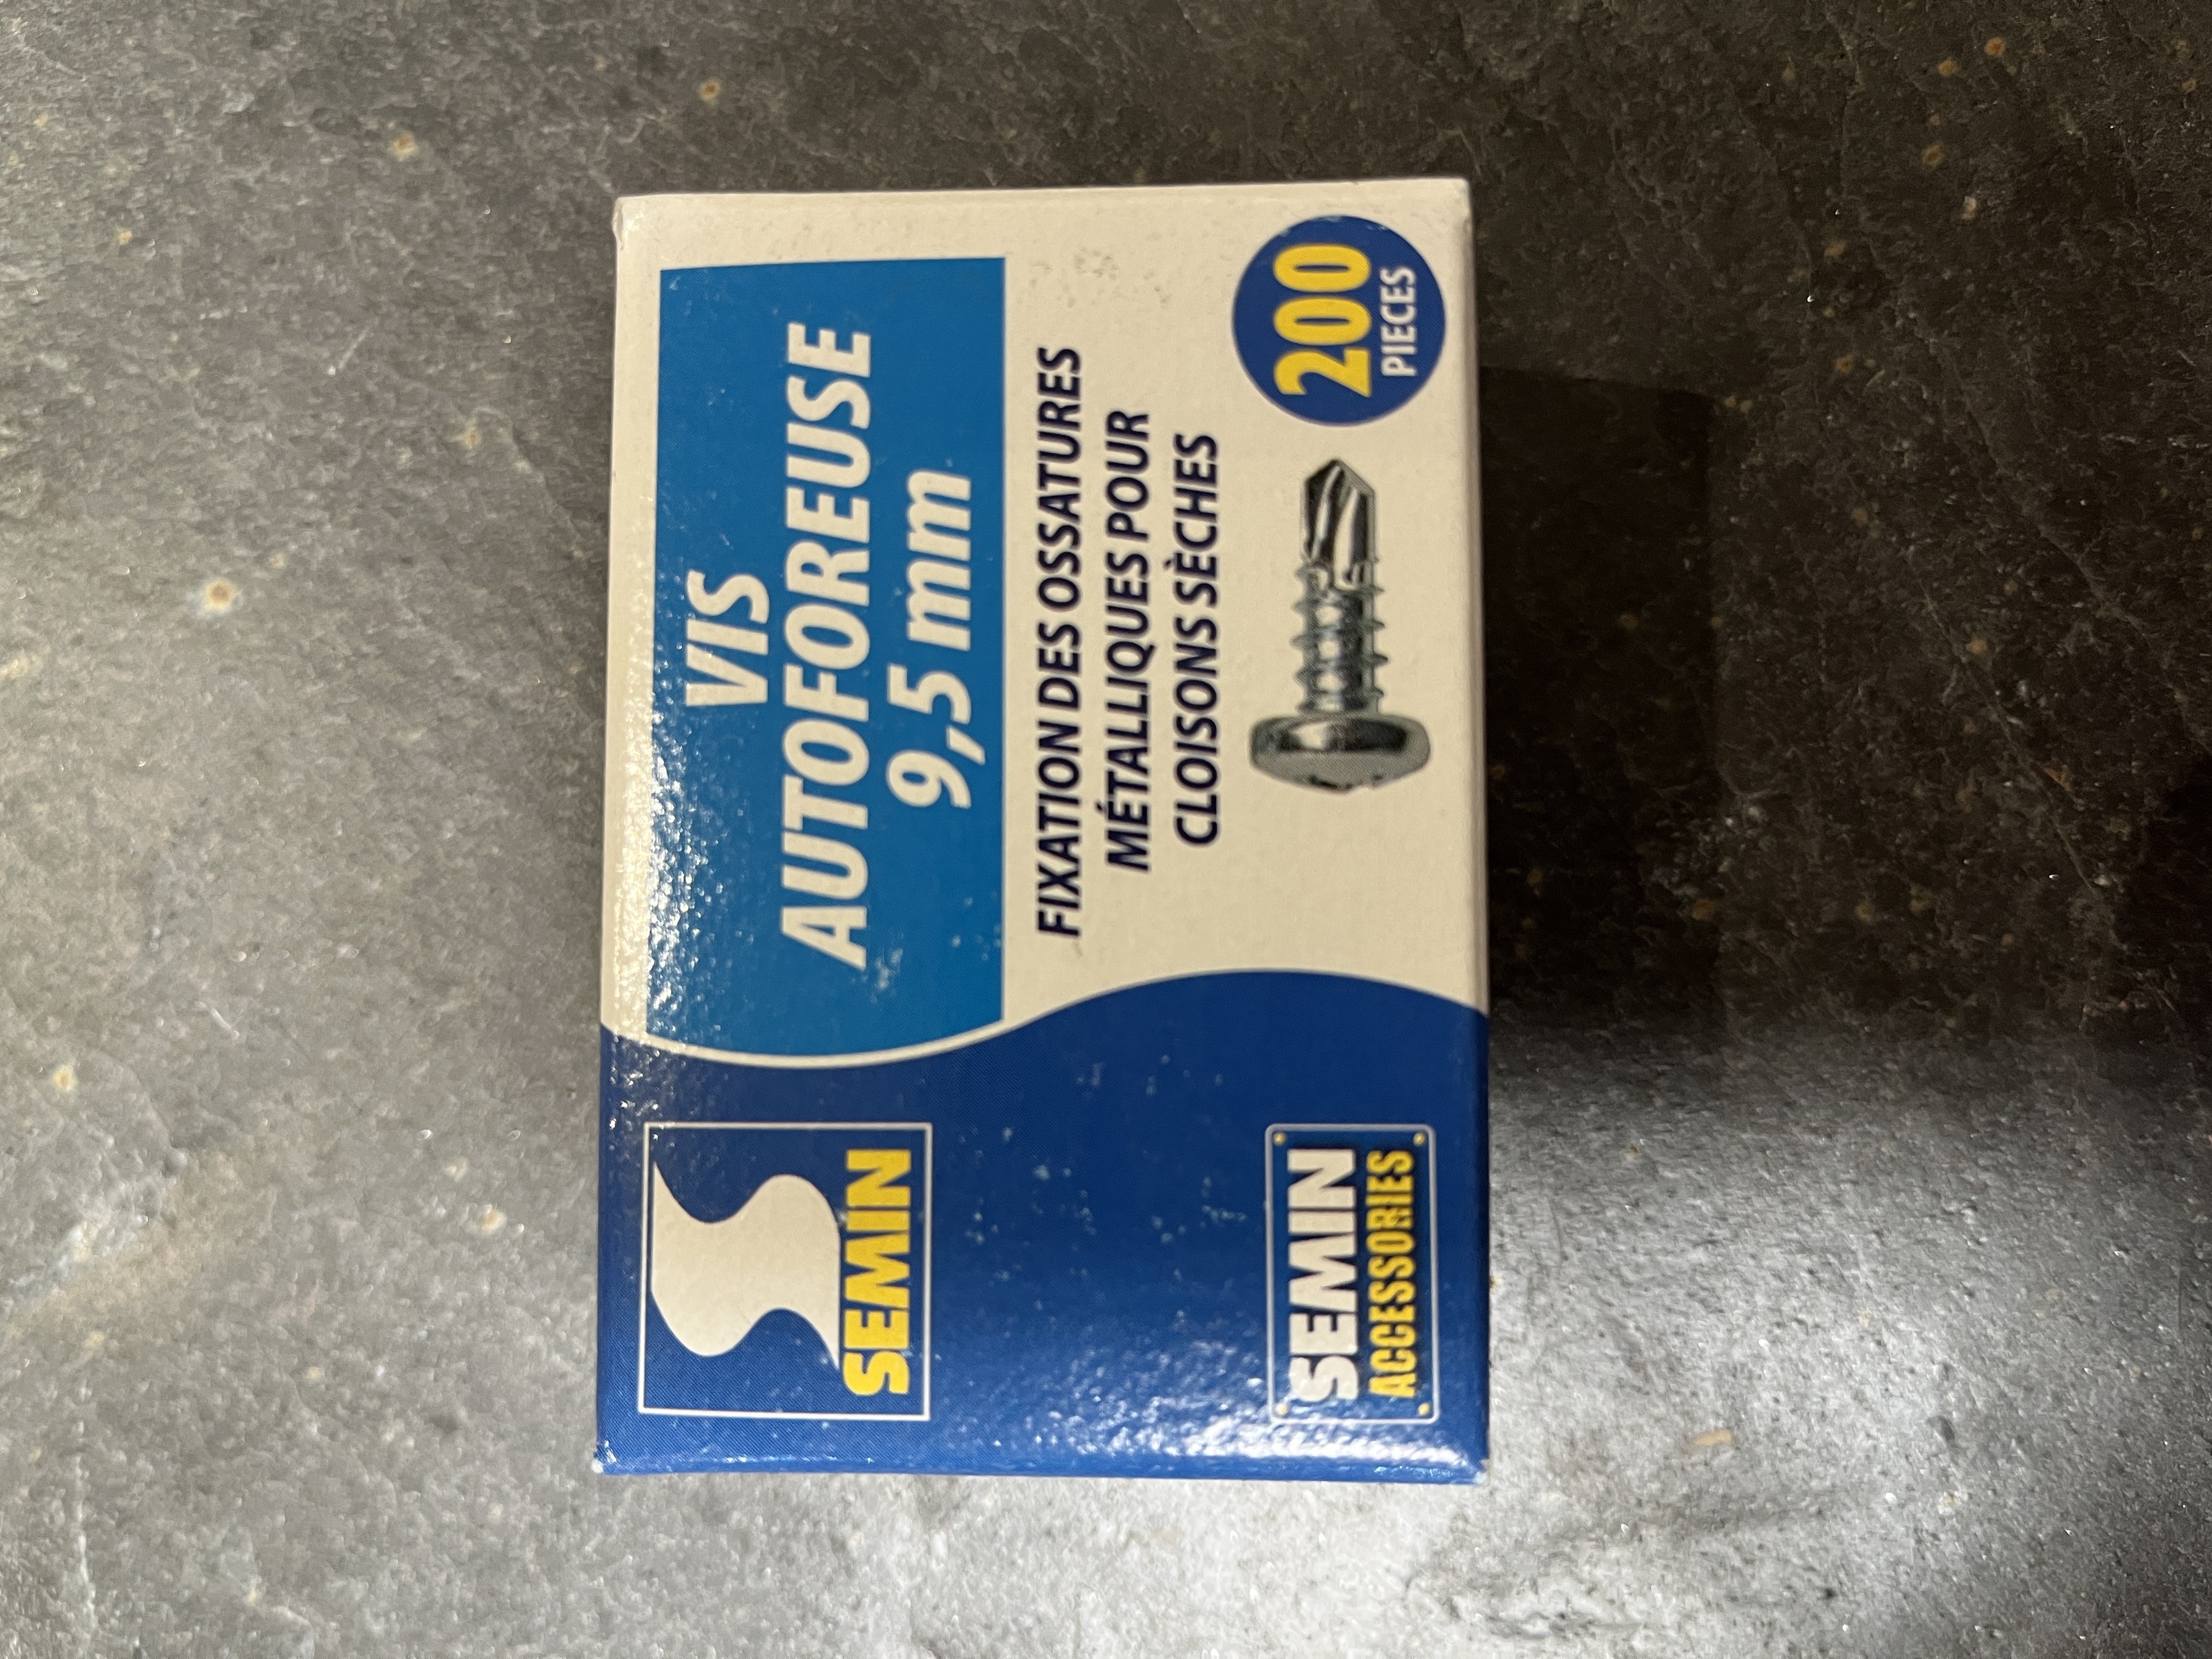 SEMIN
VIS
AUTOFOREUSE
9,5 mm
FIXATION DES OSSATURES
MÉTALLIQUES POUR
CLOISONS SÈCHES
SEMIN
ACCESSORIES
200
PIECES